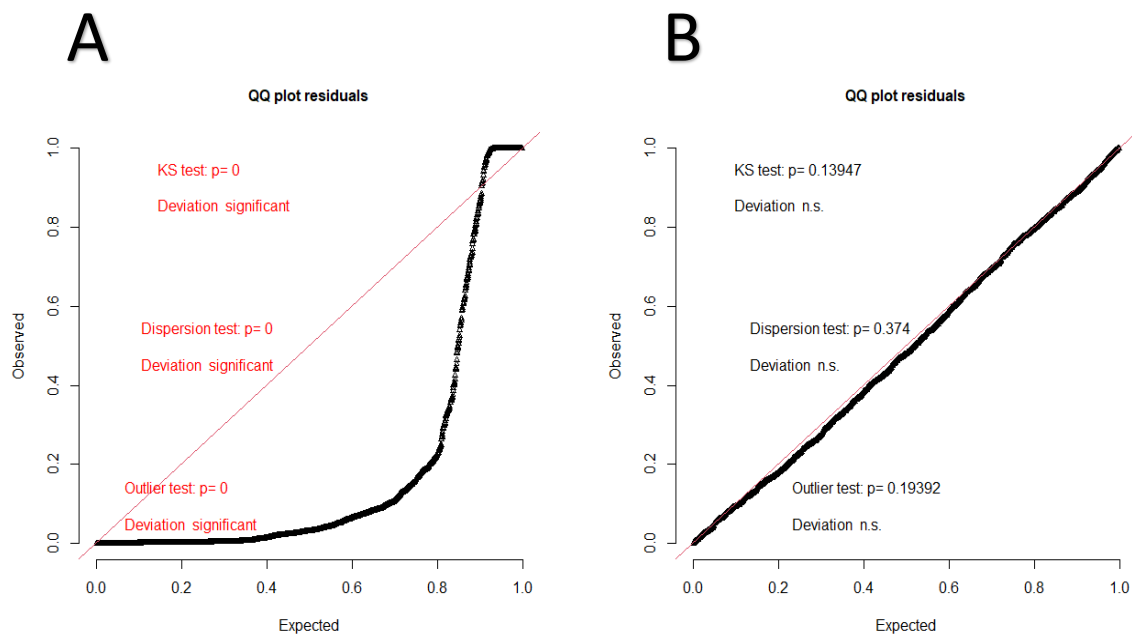 A
QQ plot residuals
KS test: p= 0
Deviation significant
Dispersion test: p= 0
Deviation significant
Outlier test: p= 0
Deviation significant
Observed
0.0 0.2 0.4 0.6 0.8 1.0
0.0 0.2 0.4 0.6 0.8 1.0
Expected
B
QQ plot residuals
KS test: p= 0.13947
Deviation n.s.
Dispersion test: p= 0.374
Deviation n.s.
Outlier test: p= 0.19392
Deviation n.s.
Observed
0.0 0.2 0.4 0.6 0.8 1.0
0.0 0.2 0.4 0.6 0.8 1.0
Expected